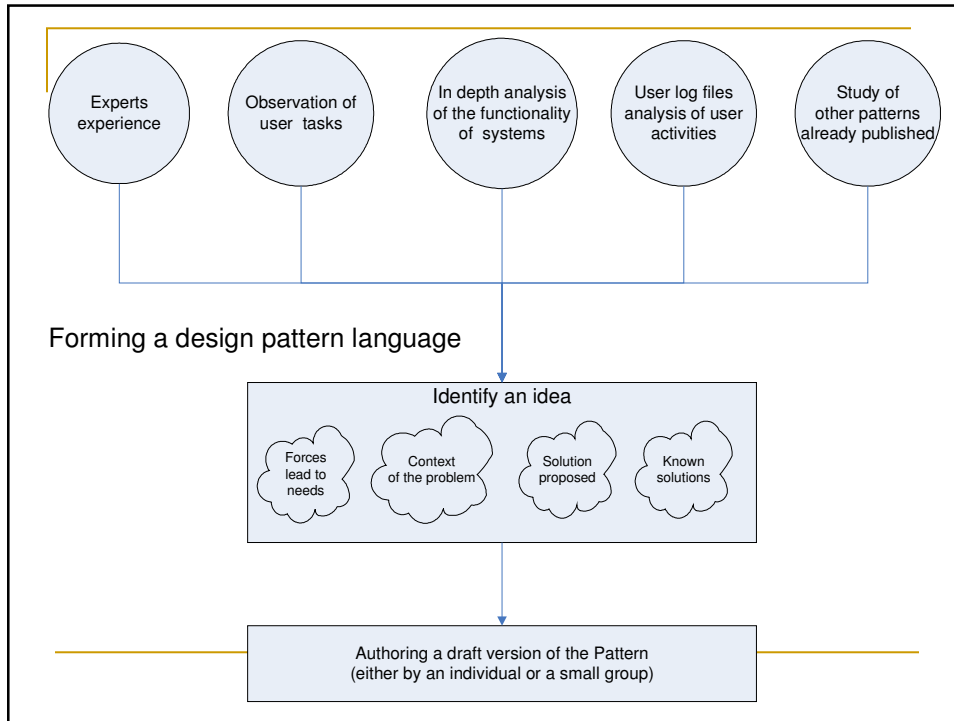 Experts
experience
Observation of
user tasks
In depth analysis
of the functionality
of systems
User log files
analysis of user
activities
Study of
other patterns
already published
Forming a design pattern language
Identify an idea
Forces
lead to
needs
Context
of the problem
Solution
proposed
Known
solutions
Authoring a draft version of the Pattern
(either by an individual or a small group)